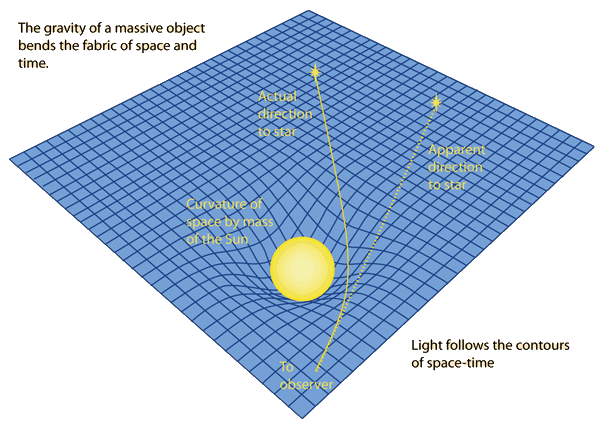 The gravity of a massive object
bends the fabric of space and
time.
Actual
direction
to star
Apparent
direction
to star
Curvature of
space by mass
of the Sun
Light follows the contours
of space-time
To
observer